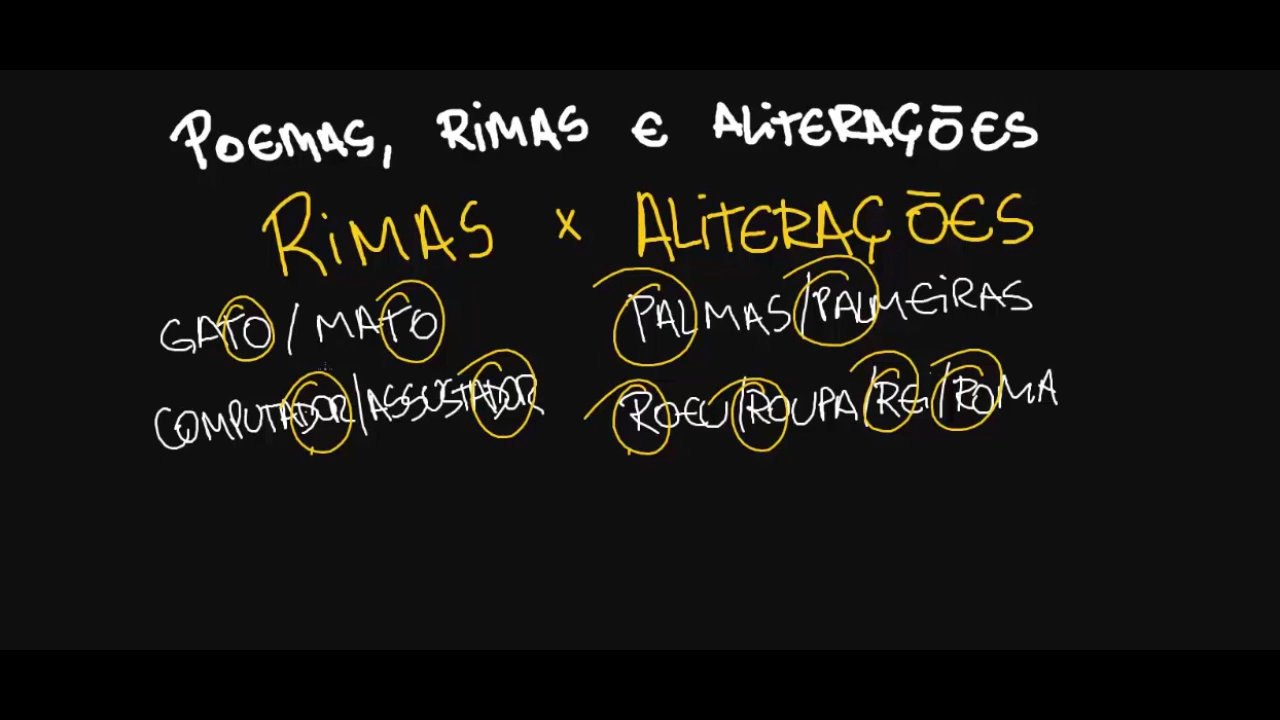 POEMAS, RIMAS E ALITERAÇÕES
RIMAS x ALITERAÇÕES
GATO / MATO PALMAS/PALMEIRAS
COMPUTADOR/ASSUSTADOR ROEU/ROUPA/REI/ROMA